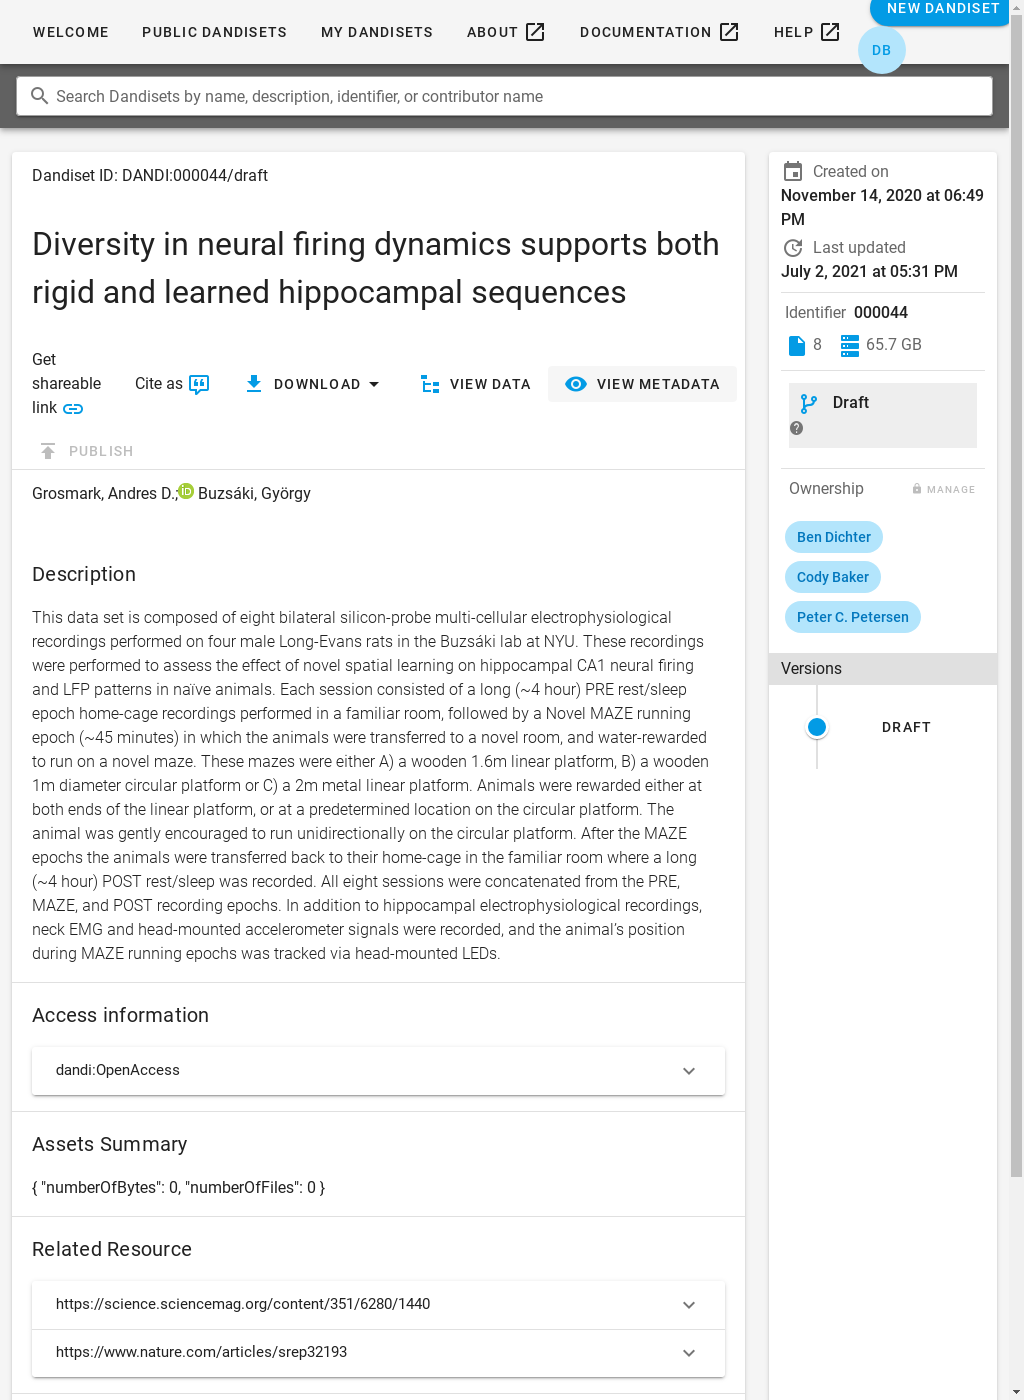 WELCOME PUBLIC DANDISETS MY DANDISETS ABOUT DOCUMENTATION HELP NEW DANDISET
DB
Search Dandisets by name, description, identifier, or contributor name
Dandiset ID: DANDI:000044/draft
Diversity in neural firing dynamics supports both
rigid and learned hippocampal sequences
Get
shareable
link
Cite as
DOWNLOAD
VIEW DATA
VIEW METADATA
PUBLISH
Grosmark, Andres D.; iD Buzsáki, György
Description
This data set is composed of eight bilateral silicon-probe multi-cellular electrophysiological
recordings performed on four male Long-Evans rats in the Buzsáki lab at NYU. These recordings
were performed to assess the effect of novel spatial learning on hippocampal CA1 neural firing
and LFP patterns in naïve animals. Each session consisted of a long (~4 hour) PRE rest/sleep
epoch home-cage recordings performed in a familiar room, followed by a Novel MAZE running
epoch (~45 minutes) in which the animals were transferred to a novel room, and water-rewarded
to run on a novel maze. These mazes were either A) a wooden 1.6m linear platform, B) a wooden
1m diameter circular platform or C) a 2m metal linear platform. Animals were rewarded either at
both ends of the linear platform, or at a predetermined location on the circular platform. The
animal was gently encouraged to run unidirectionally on the circular platform. After the MAZE
epochs the animals were transferred back to their home-cage in the familiar room where a long
(~4 hour) POST rest/sleep was recorded. All eight sessions were concatenated from the PRE,
MAZE, and POST recording epochs. In addition to hippocampal electrophysiological recordings,
neck EMG and head-mounted accelerometer signals were recorded, and the animal's position
during MAZE running epochs was tracked via head-mounted LEDs.
Access information
dandi:OpenAccess
Assets Summary
{ "numberOfBytes": 0, "numberOfFiles": 0 }
Related Resource
https://science.sciencemag.org/content/351/6280/1440
https://www.nature.com/articles/srep32193
Created on
November 14, 2020 at 06:49
PM
Last updated
July 2, 2021 at 05:31 PM
Identifier 000044
8 65.7 GB
Draft
?
Ownership MANAGE
Ben Dichter
Cody Baker
Peter C. Petersen
Versions
DRAFT